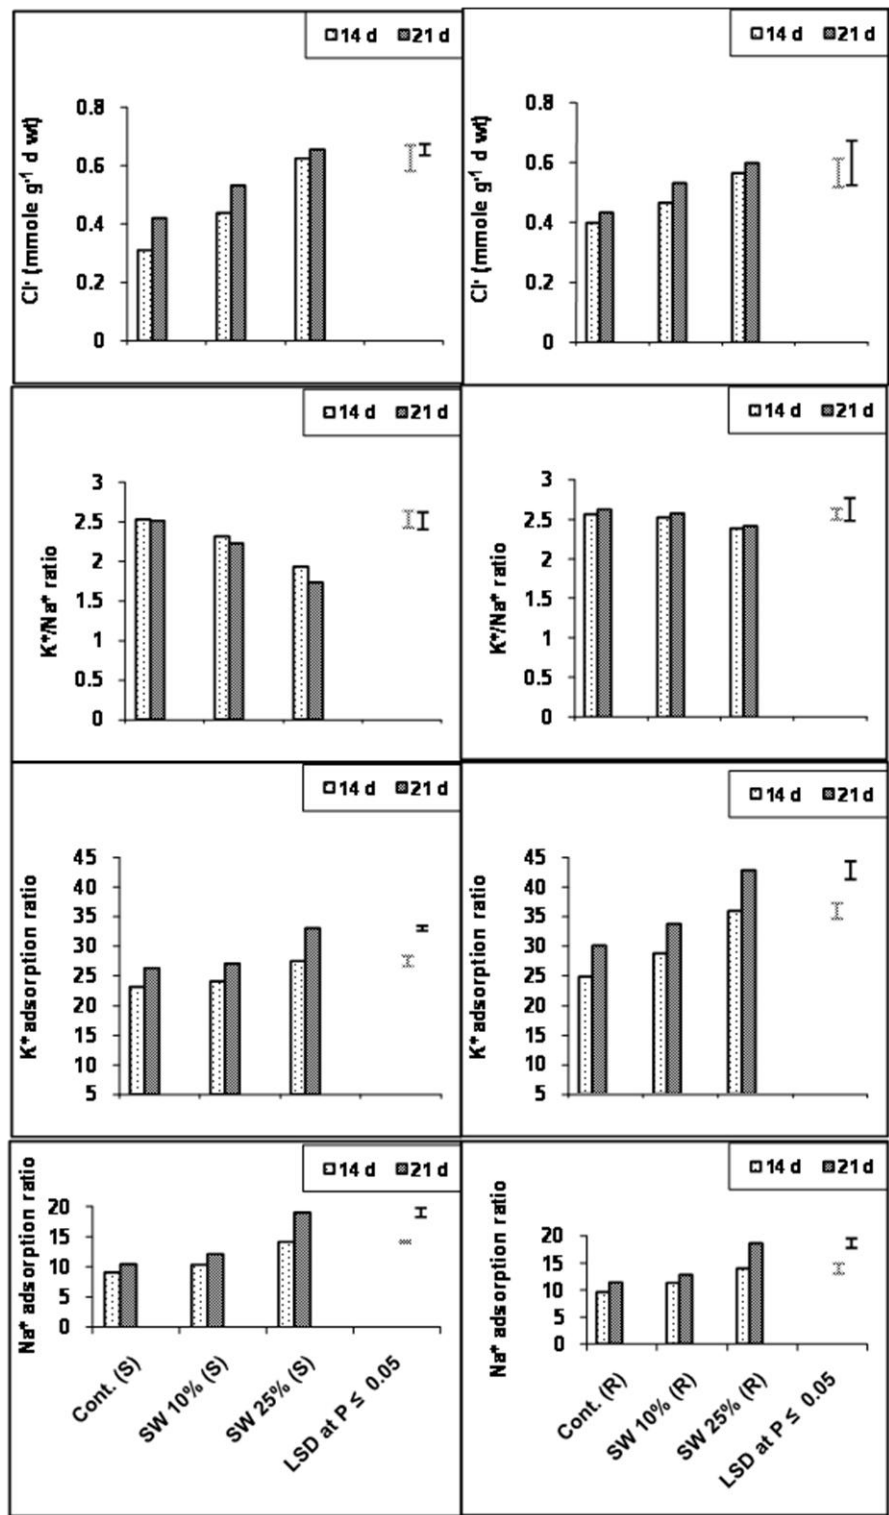 14 d 21 d
Cl⁻ (mmole g⁻¹ d wt)
0.8
0.6
0.4
0.2
0
14 d 21 d
Cl⁻ (mmole g⁻¹ d wt)
0.8
0.6
0.4
0.2
0
14 d 21 d
K⁺/Na⁺ ratio
3
2.5
2
1.5
1
0.5
0
14 d 21 d
K⁺/Na⁺ ratio
3
2.5
2
1.5
1
0.5
0
14 d 21 d
K⁺ adsorption ratio
45
40
35
30
25
20
15
10
5
14 d 21 d
K⁺ adsorption ratio
45
40
35
30
25
20
15
10
5
14 d 21 d
Na⁺ adsorption ratio
20
15
10
5
0
Cont. (S)
SW 10% (S)
SW 25% (S)
LSD at P ≤ 0.05
14 d 21 d
Na⁺ adsorption ratio
20
15
10
5
0
Cont. (R)
SW 10% (R)
SW 25% (R)
LSD at P ≤ 0.05